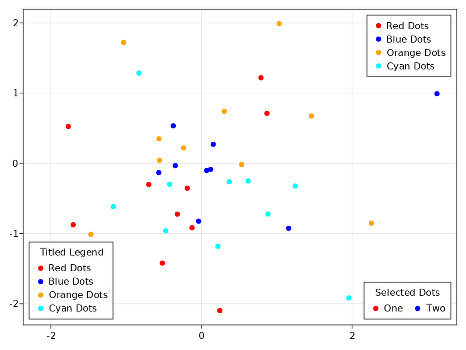 2
Red Dots
Blue Dots
Orange Dots
Cyan Dots
1
0
-1
Titled Legend
Red Dots
Blue Dots
Orange Dots
Cyan Dots
Selected Dots
One Two
-2
-2 0 2